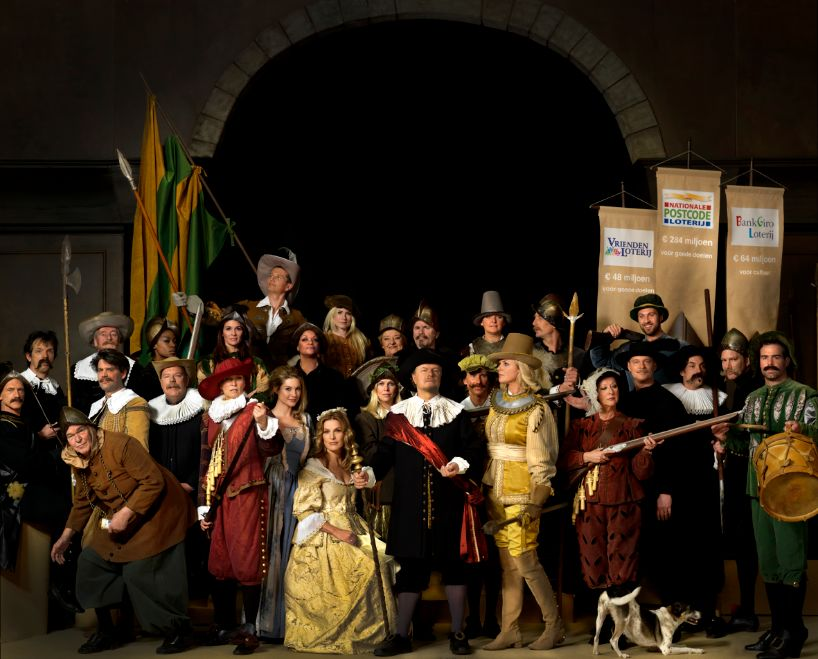 VRIENDEN
LOTERIJ
€ 48 miljoen
voor goede doelen
NATIONALE
POSTCODE
LOTERIJ
€ 284 miljoen
voor goede doelen
BankGiro
Loterij
€ 64 miljoen
voor cultuur